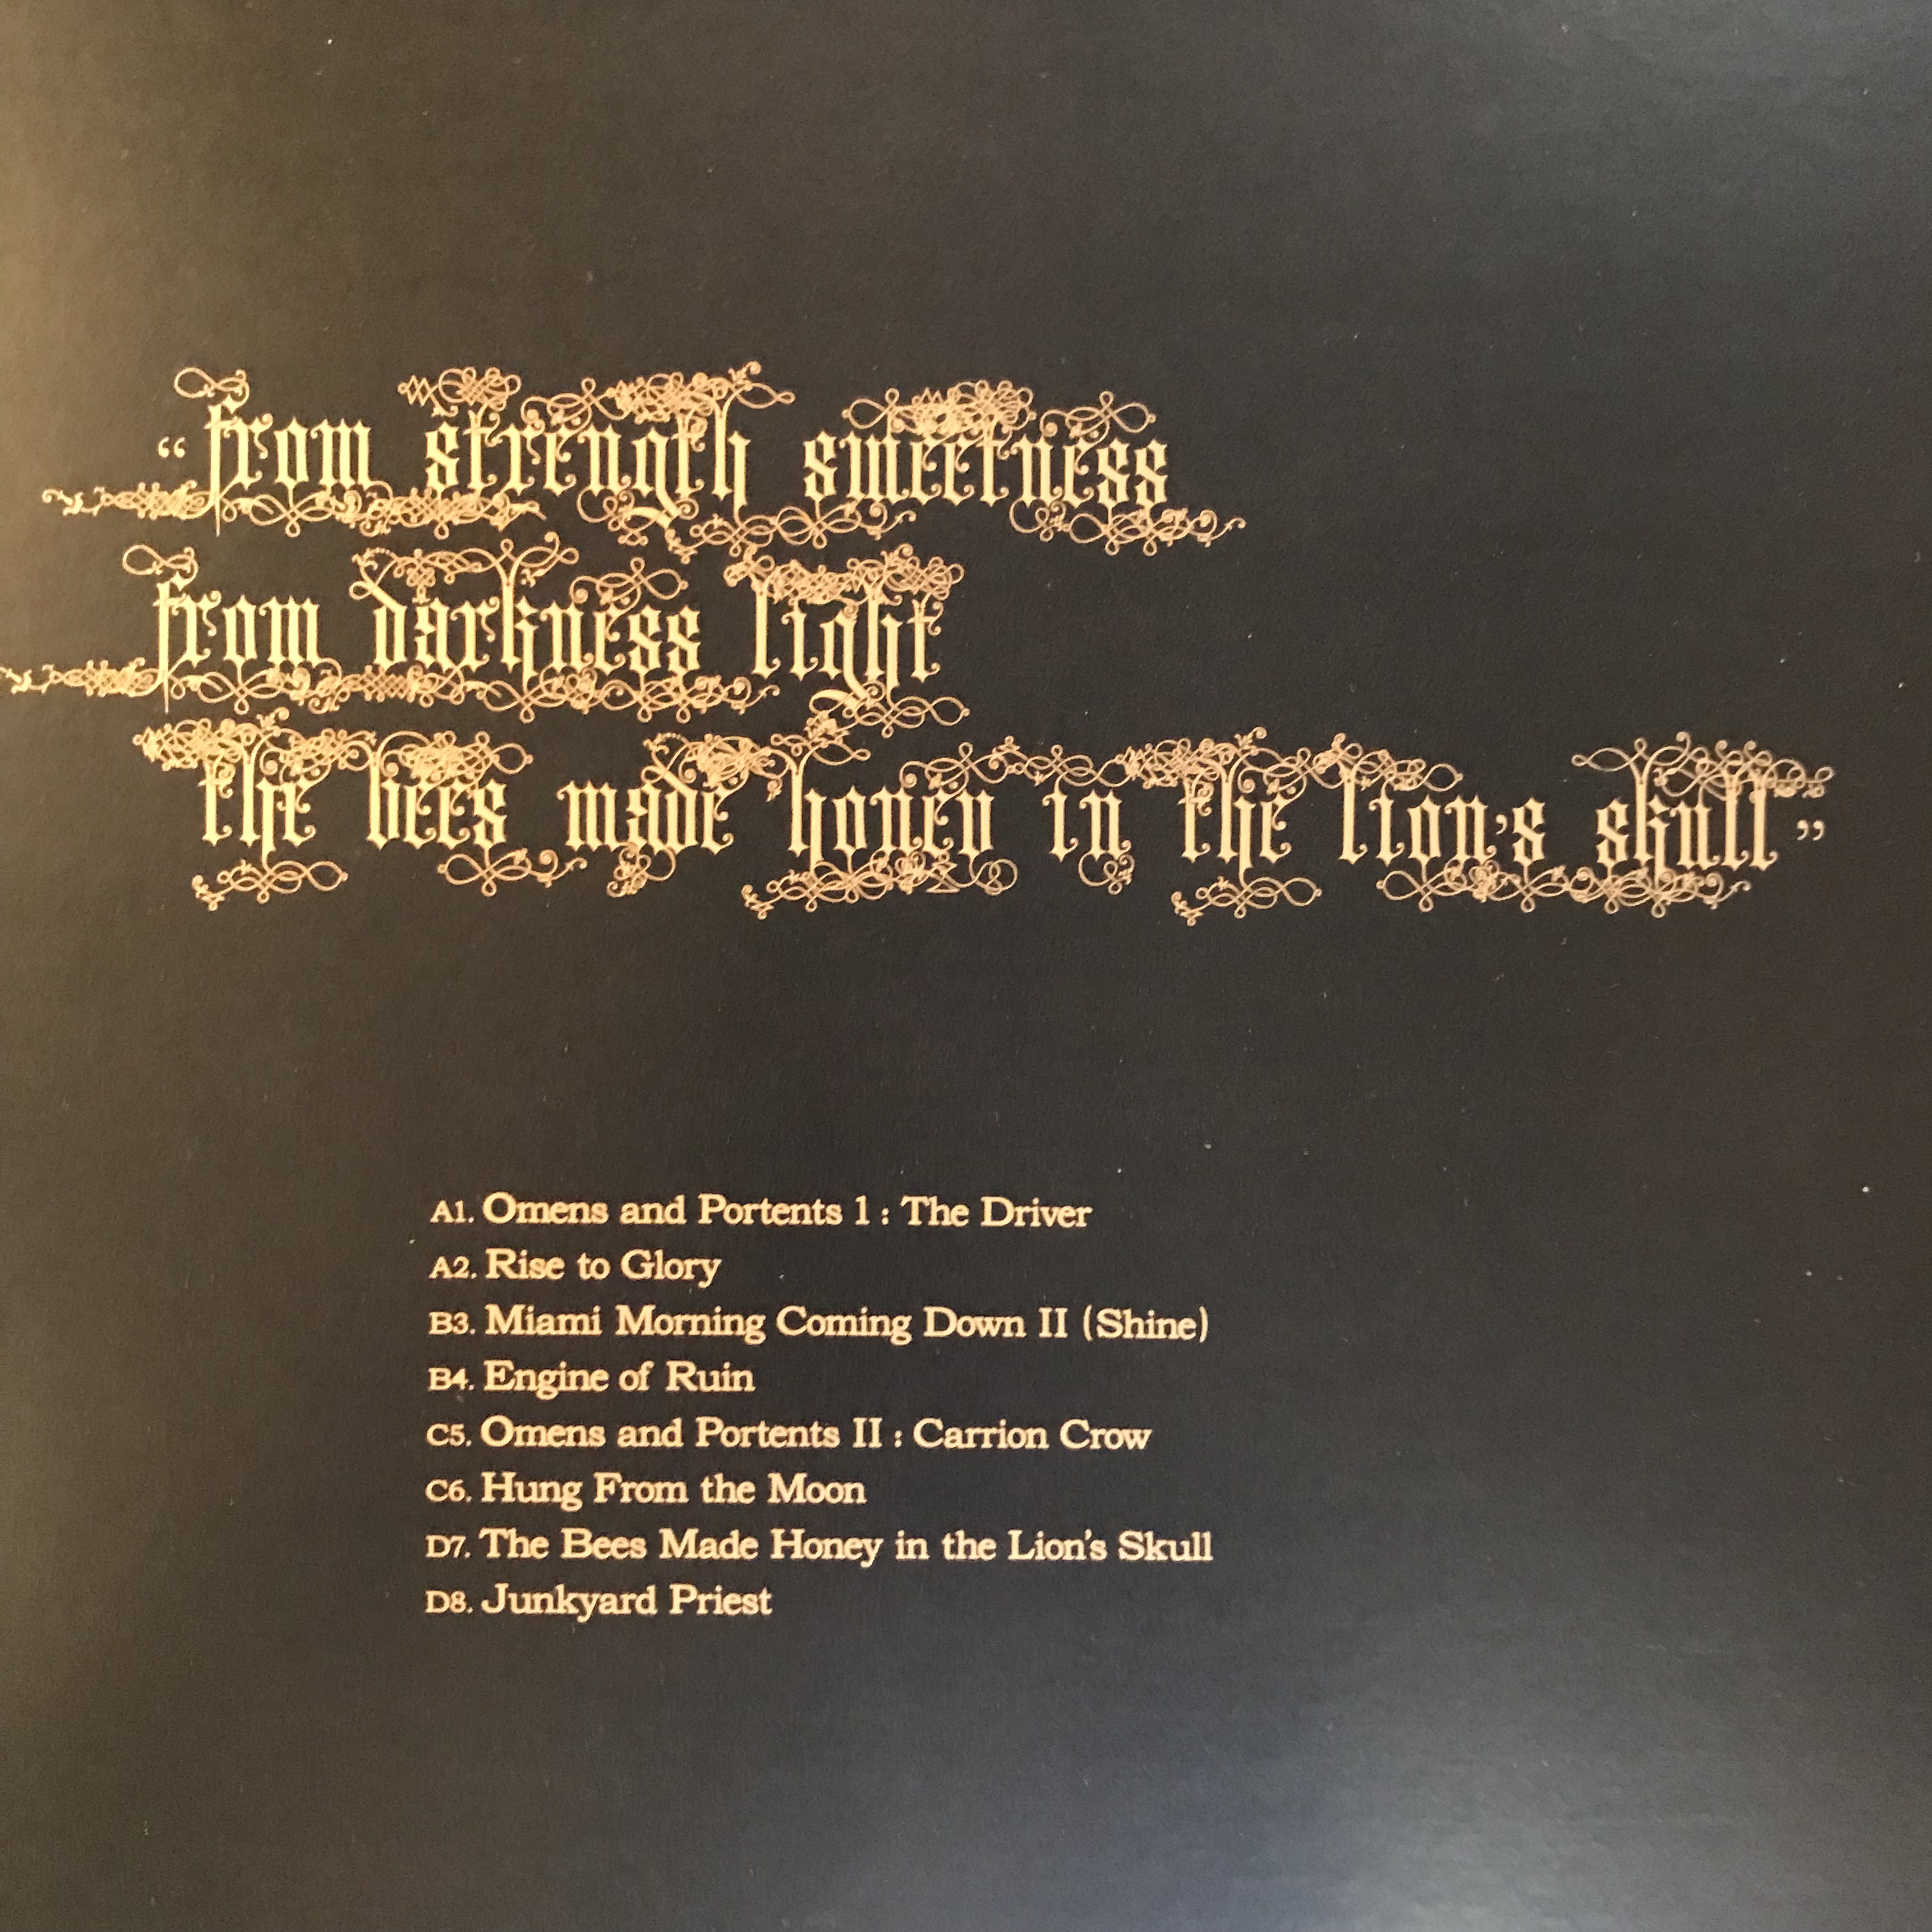 “from strength sweetness
from darkness light
the bees made honey in the lion's skull”
A1. Omens and Portents 1 : The Driver
A2. Rise to Glory
B3. Miami Morning Coming Down II (Shine)
B4. Engine of Ruin
C5. Omens and Portents II : Carrion Crow
C6. Hung From the Moon
D7. The Bees Made Honey in the Lion's Skull
D8. Junkyard Priest